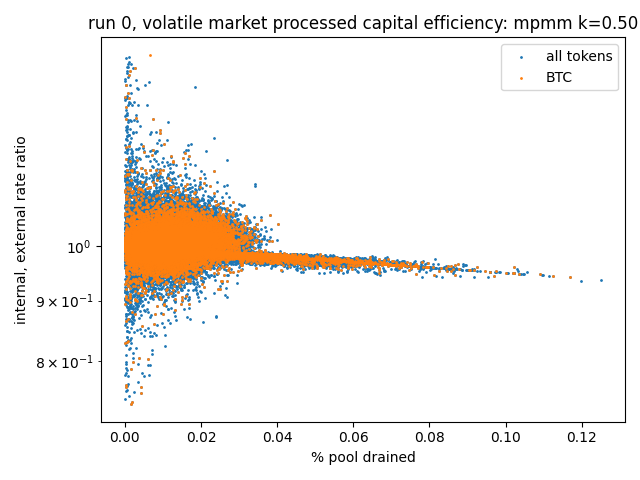 run 0, volatile market processed capital efficiency: mpmm k=0.50
all tokens
BTC
internal, external rate ratio
10⁰
9 × 10⁻¹
8 × 10⁻¹
0.00 0.02 0.04 0.06 0.08 0.10 0.12
% pool drained